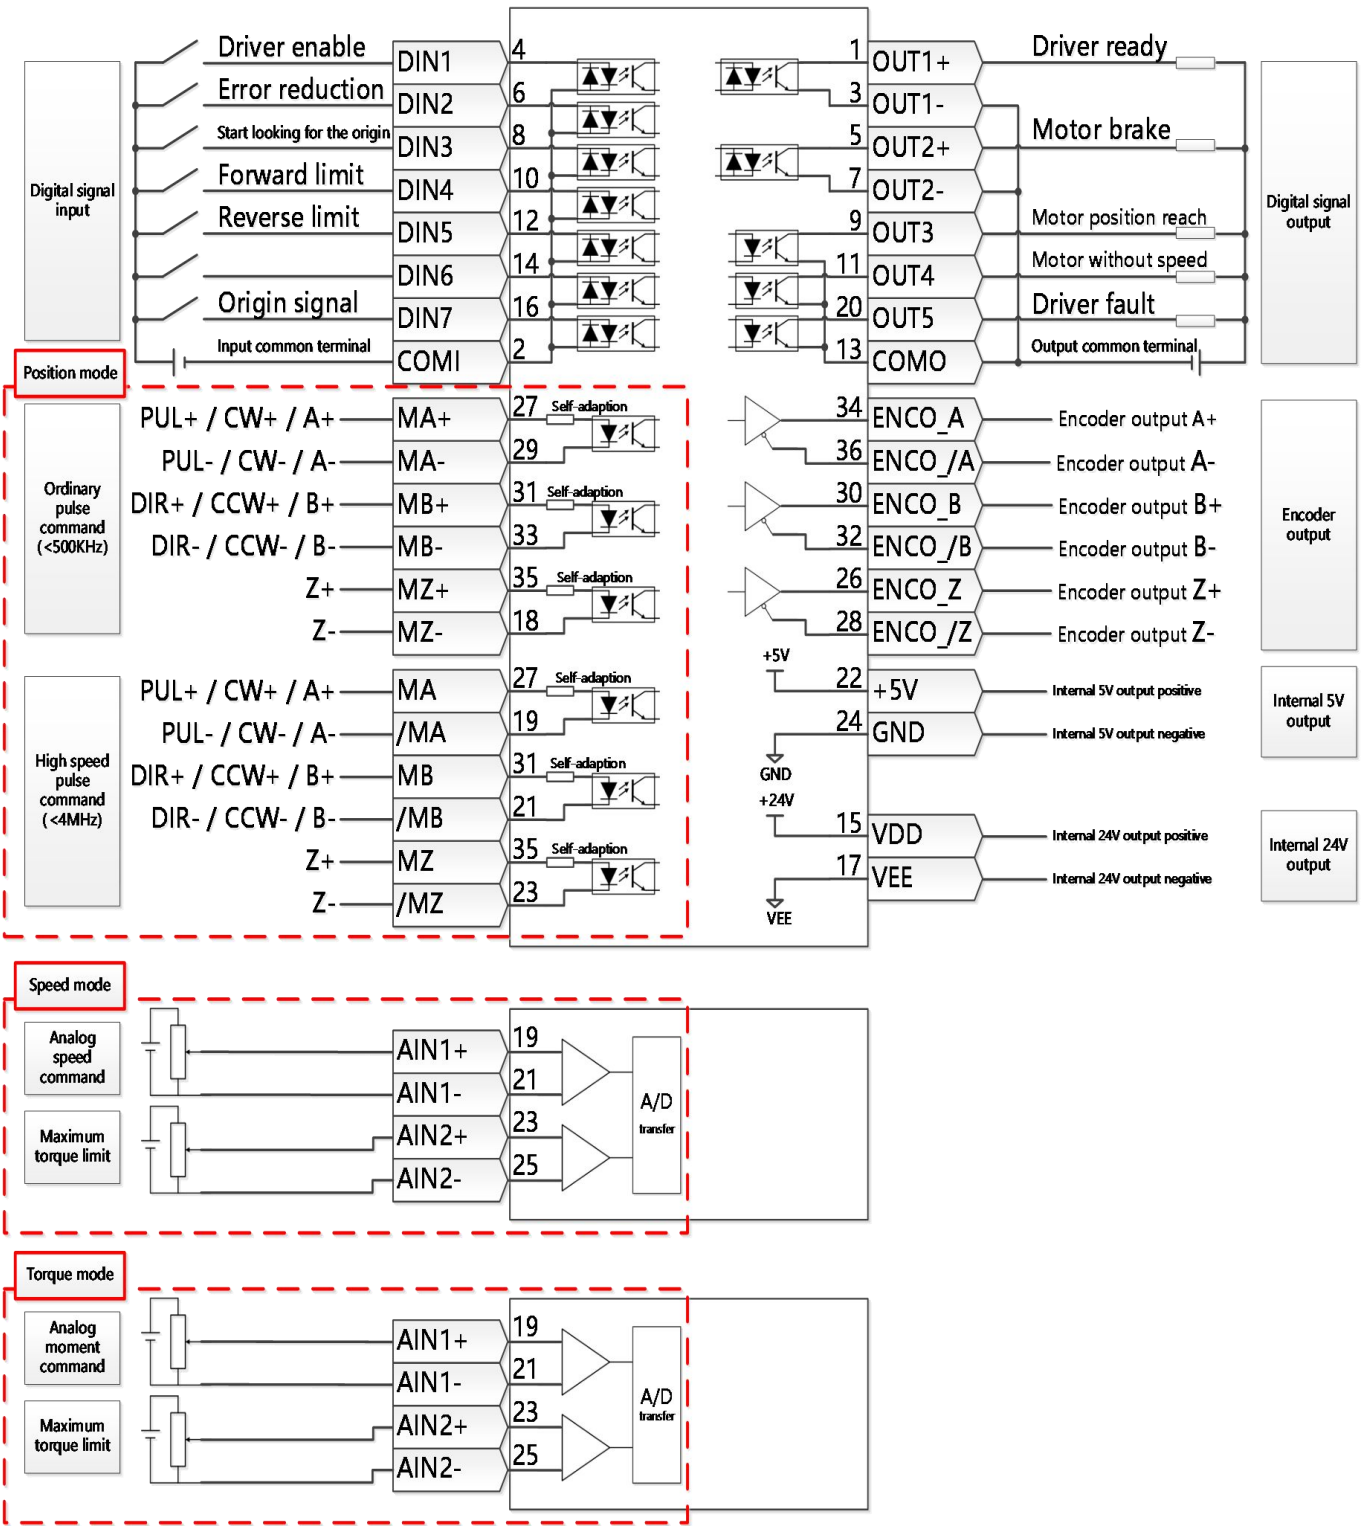 Digital signal
input
Driver enable DIN1 4
Error reduction DIN2 6
Start looking for the origin DIN3 8
Forward limit DIN4 10
Reverse limit DIN5 12
DIN6 14
Origin signal DIN7 16
Input common terminal COMI 2
1 OUT1+ Driver ready
3 OUT1-
5 OUT2+ Motor brake
7 OUT2-
9 OUT3 Motor position reach
11 OUT4 Motor without speed
20 OUT5 Driver fault
13 COMO Output common terminal
Digital signal
output
Position mode
Ordinary
pulse
command
(<500KHz)
PUL+ / CW+ / A+ MA+ 27 Self-adaption
PUL- / CW- / A- MA- 29
DIR+ / CCW+ / B+ MB+ 31 Self-adaption
DIR- / CCW- / B- MB- 33
Z+ MZ+ 35 Self-adaption
Z- MZ- 18
High speed
pulse
command
(<4MHz)
PUL+ / CW+ / A+ MA 27 Self-adaption
PUL- / CW- / A- /MA 19
DIR+ / CCW+ / B+ MB 31 Self-adaption
DIR- / CCW- / B- /MB 21
Z+ MZ 35 Self-adaption
Z- /MZ 23
34 ENCO_A Encoder output A+
36 ENCO_/A Encoder output A-
30 ENCO_B Encoder output B+
32 ENCO_/B Encoder output B-
26 ENCO_Z Encoder output Z+
28 ENCO_/Z Encoder output Z-
Encoder
output
+5V
22 +5V Internal 5V output positive
24 GND Internal 5V output negative
GND
Internal 5V
output
+24V
15 VDD Internal 24V output positive
17 VEE Internal 24V output negative
VEE
Internal 24V
output
Speed mode
Analog
speed
command
Maximum
torque limit
AIN1+ 19
AIN1- 21
AIN2+ 23
AIN2- 25
A/D
transfer
Torque mode
Analog
moment
command
Maximum
torque limit
AIN1+ 19
AIN1- 21
AIN2+ 23
AIN2- 25
A/D
transfer